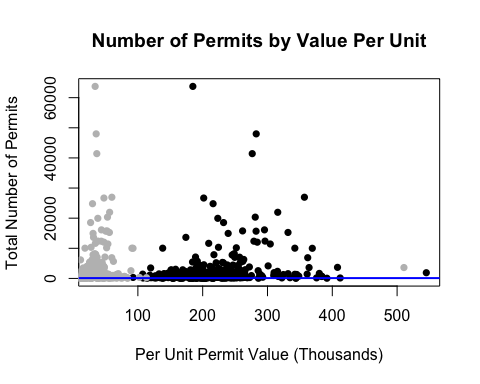 Number of Permits by Value Per Unit
Total Number of Permits
60000
40000
20000
0
100 200 300 400 500
Per Unit Permit Value (Thousands)